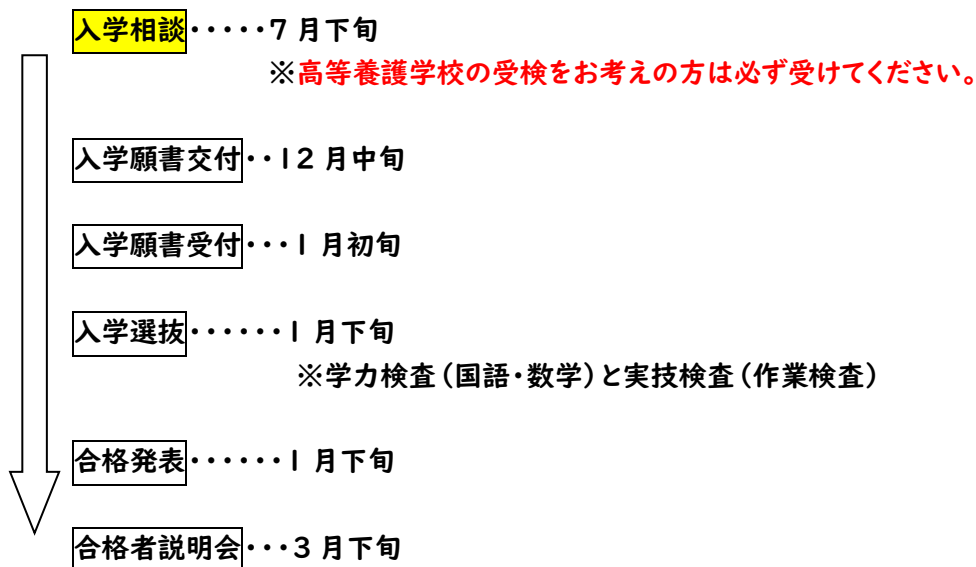 入学相談・・・・・7月下旬
※高等養護学校の受検をお考えの方は必ず受けてください。
入学願書交付・・12月中旬
入学願書受付・・・1月初旬
入学選抜・・・・・・1月下旬
※学力検査(国語・数学)と実技検査(作業検査)
合格発表・・・・・・1月下旬
合格者説明会・・・3月下旬